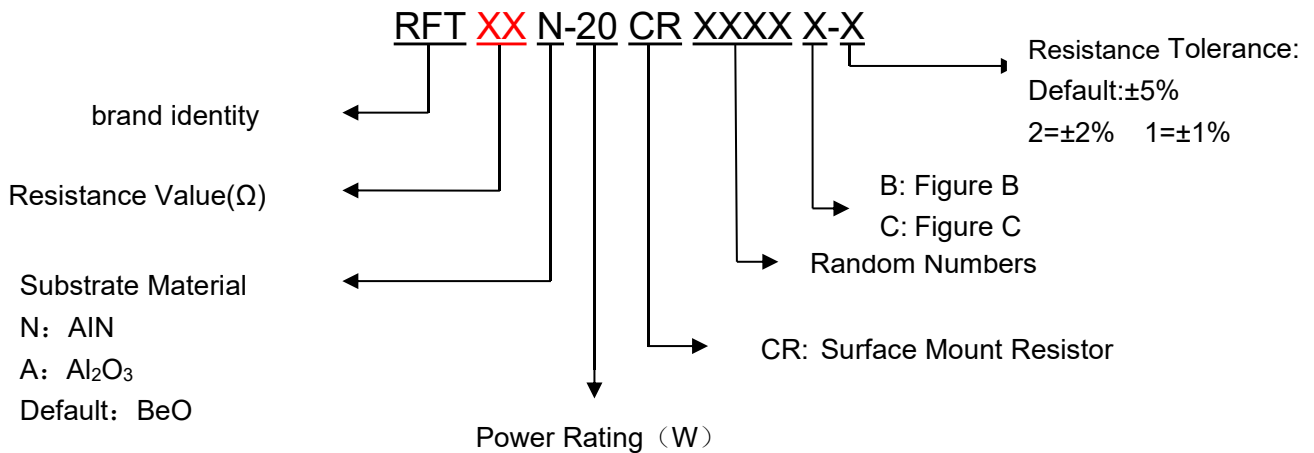 RFT XX N-20 CR XXXX X-X
Resistance Tolerance:
Default:±5%
2=±2% 1=±1%
brand identity
Resistance Value(Ω)
B: Figure B
C: Figure C
Random Numbers
Substrate Material
N：AlN
A：Al₂O₃
Default：BeO
CR: Surface Mount Resistor
Power Rating（W）